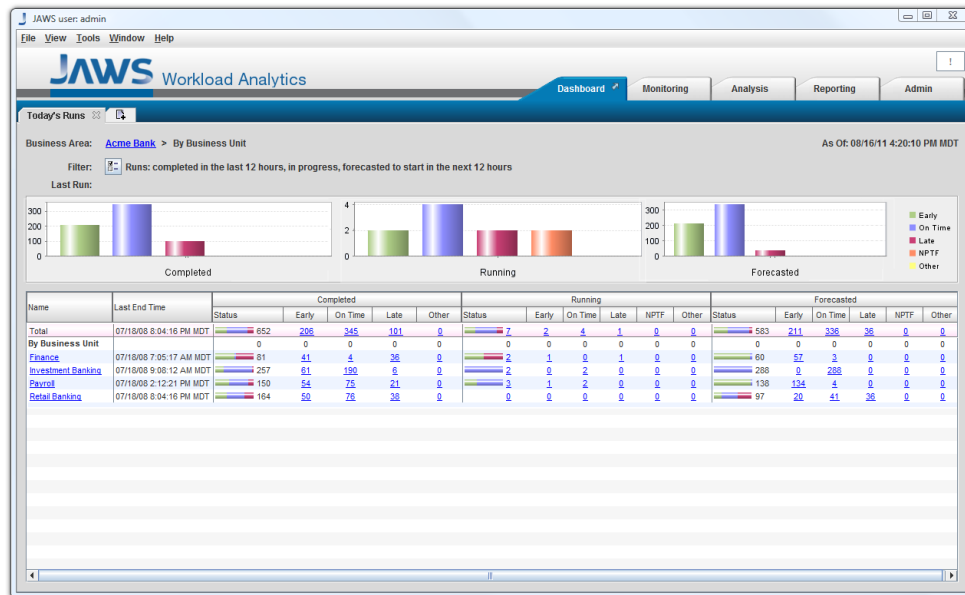 JAWS user: admin
File View Tools Window Help
JAWS Workload Analytics
!
Dashboard Monitoring Analysis Reporting Admin
Today's Runs
Business Area: Acme Bank > By Business Unit As Of: 08/16/11 4:20:10 PM MDT
Filter: Runs: completed in the last 12 hours, in progress, forecasted to start in the next 12 hours
Last Run:
300
200
100
0
Completed
4
2
0
Running
300
200
100
0
Forecasted
Early
On Time
Late
NPTF
Other
Name Last End Time Completed Running Forecasted
Status Early On Time Late Other Status Early On Time Late NPTF Other Status Early On Time Late NPTF Other
Total 07/18/08 8:04:16 PM MDT 652 206 345 101 0 7 2 4 1 0 0 583 211 336 36 0 0
By Business Unit 0 0 0 0 0 0 0 0 0 0 0 0 0 0 0 0 0
Finance 07/18/08 7:05:17 AM MDT 81 41 4 36 0 2 1 0 1 0 0 60 57 3 0 0 0
Investment Banking 07/18/08 9:08:12 AM MDT 257 61 190 6 0 2 0 2 0 0 0 288 0 288 0 0 0
Payroll 07/18/08 2:12:21 PM MDT 150 54 75 21 0 3 1 2 0 0 0 138 134 4 0 0 0
Retail Banking 07/18/08 8:04:16 PM MDT 164 50 76 38 0 0 0 0 0 0 0 97 20 41 36 0 0